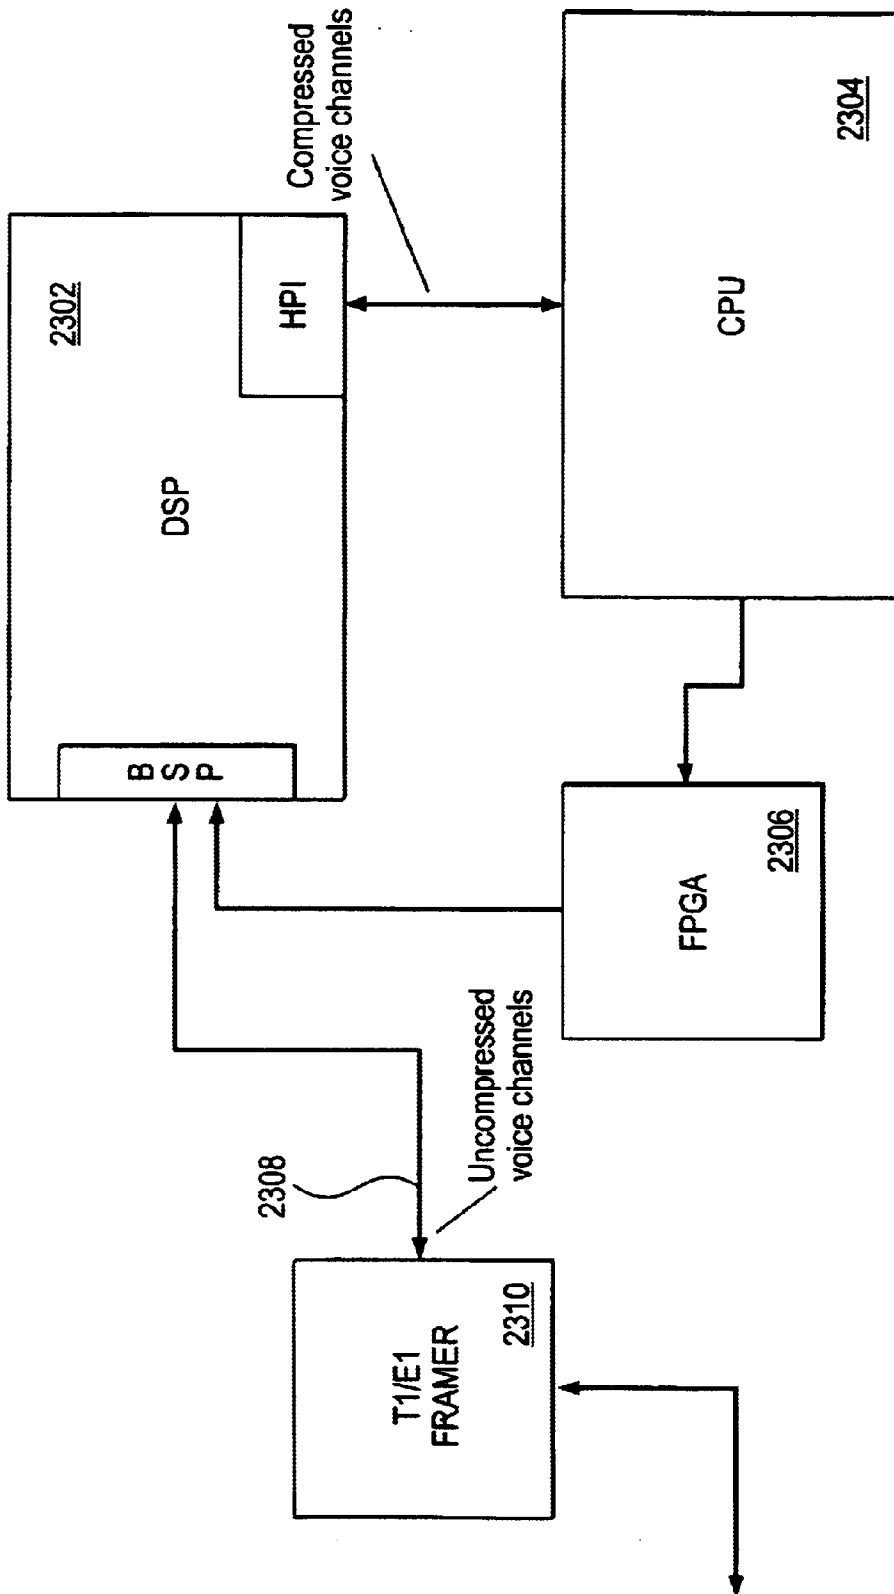 2302
DSP
B
S
P
HPI
Compressed
voice channels
2308
Uncompressed
voice channels
T1/E1
FRAMER
2310
FPGA
2306
CPU
2304